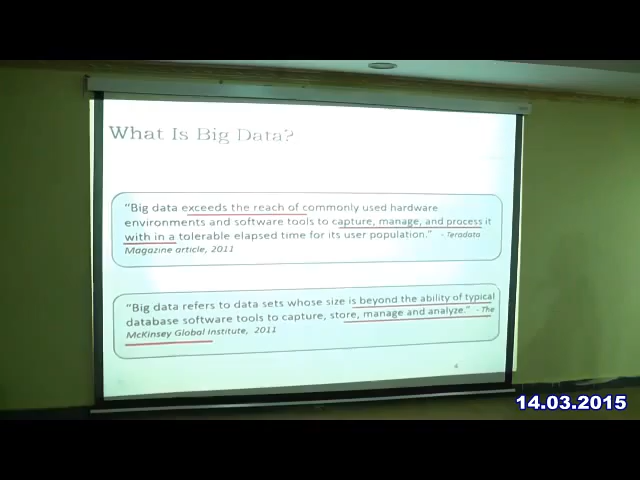 What Is Big Data?
“Big data exceeds the reach of commonly used hardware
environments and software tools to capture, manage, and process it
with in a tolerable elapsed time for its user population.” - Teradata
Magazine article, 2011
“Big data refers to data sets whose size is beyond the ability of typical
database software tools to capture, store, manage and analyze.” - The
McKinsey Global Institute, 2011
4
14.03.2015